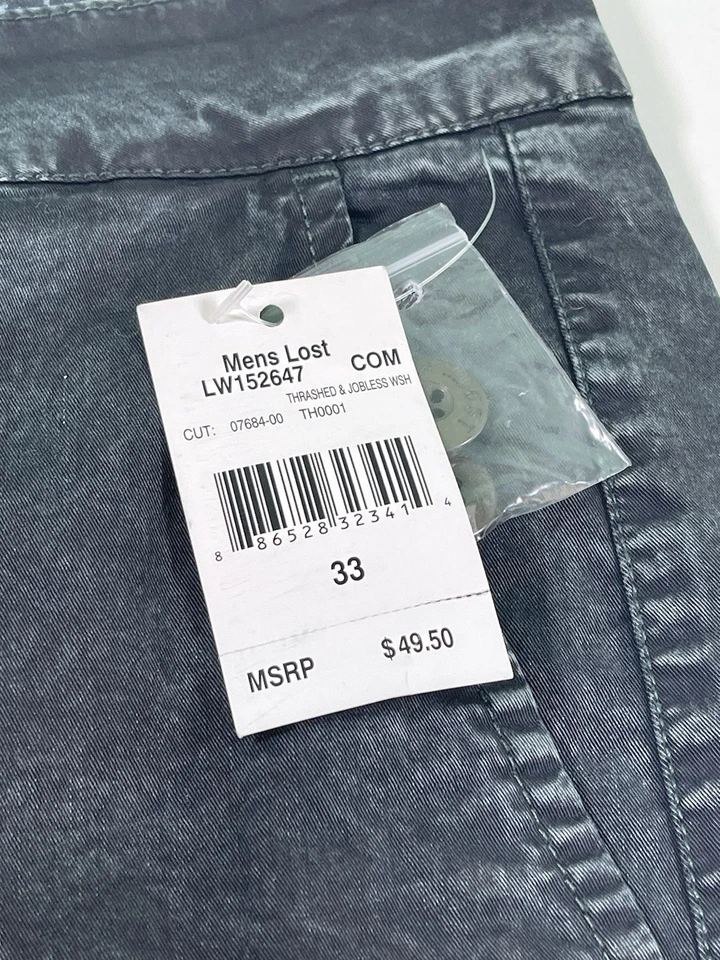 Mens Lost
LW152647 COM
THRASHED & JOBLESS WSH
CUT: 07684-00 TH0001
8 86528 32341 4
33
MSRP $49.50